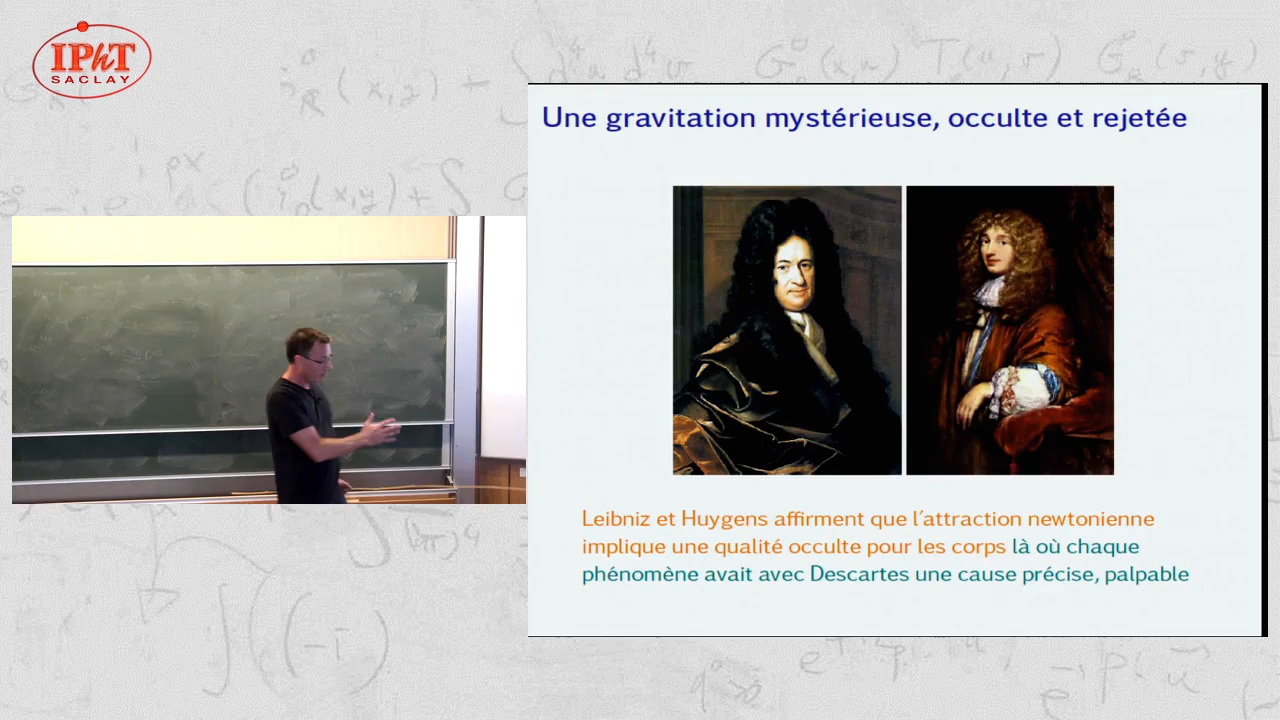 IPhT
SACLAY
Une gravitation mystérieuse, occulte et rejetée
Leibniz et Huygens affirment que l'attraction newtonienne
implique une qualité occulte pour les corps là où chaque
phénomène avait avec Descartes une cause précise, palpable